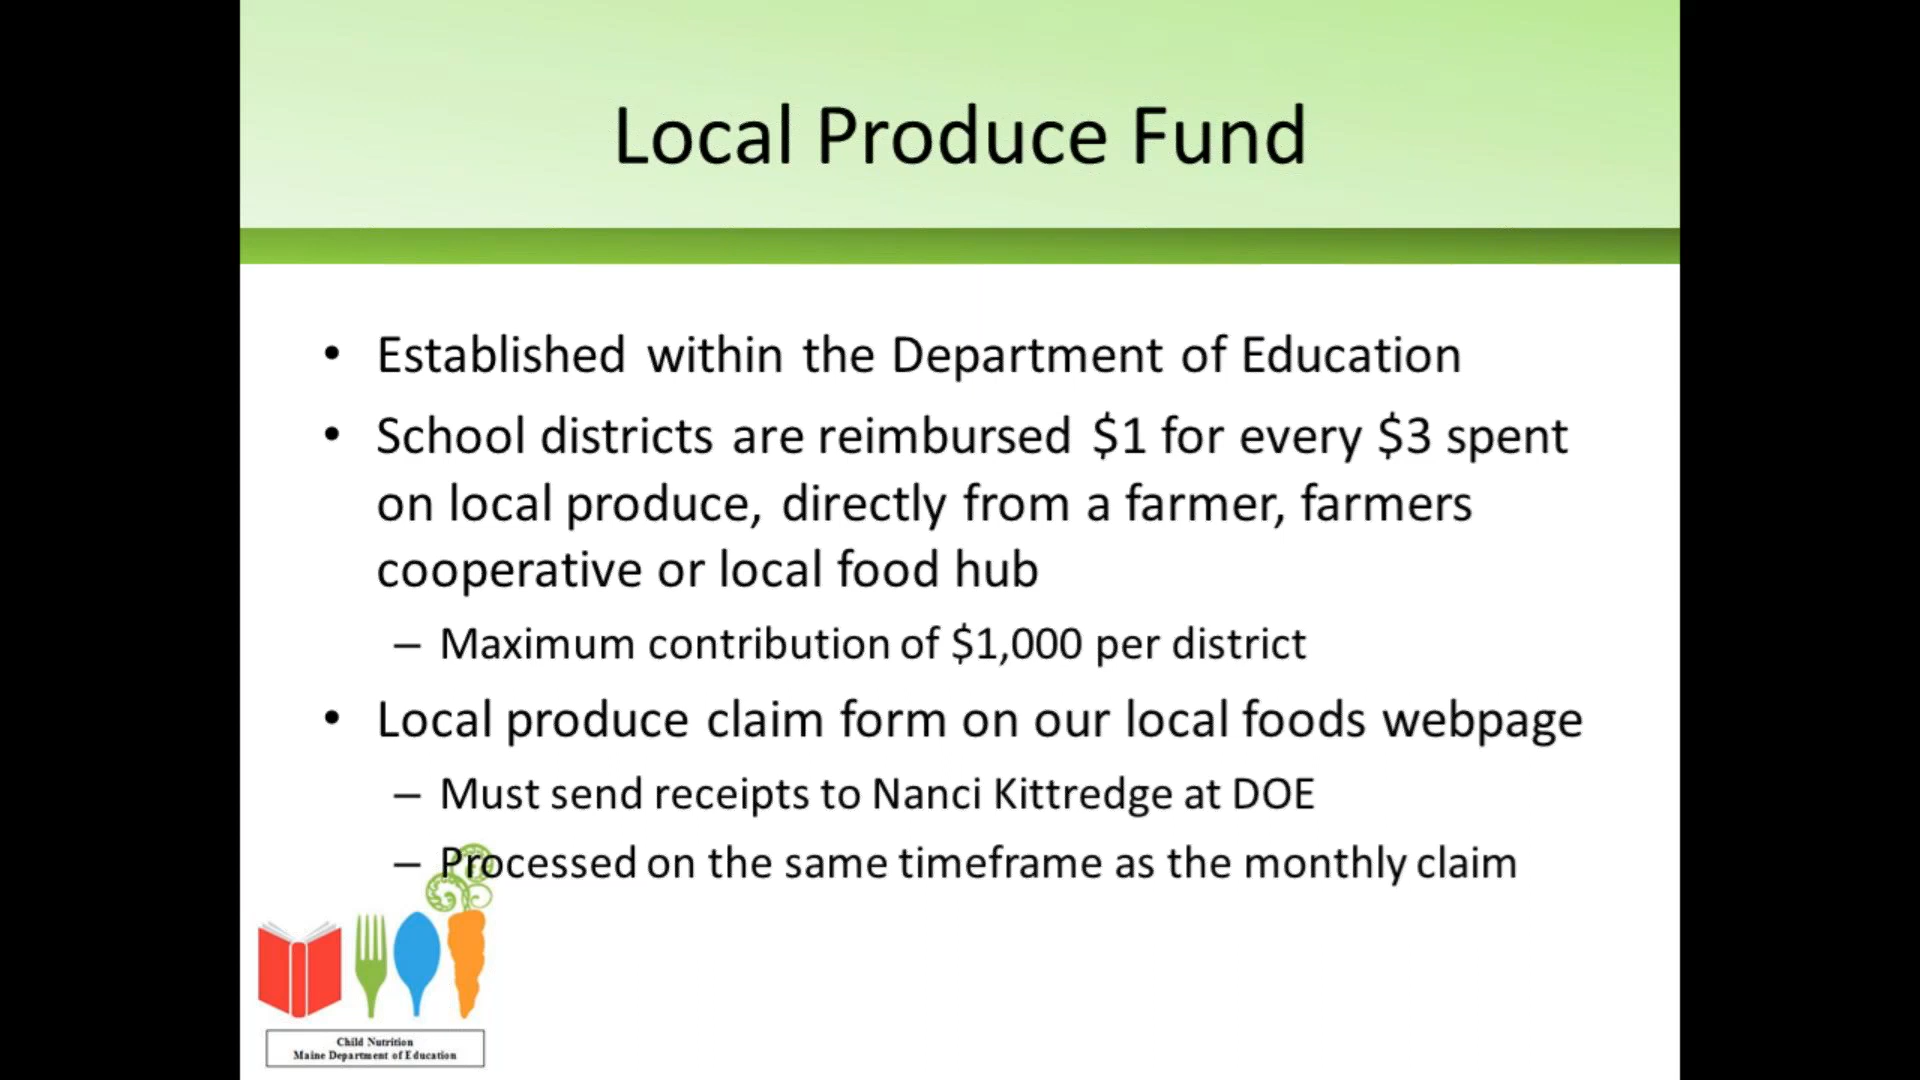 Local Produce Fund
• Established within the Department of Education
• School districts are reimbursed $1 for every $3 spent
on local produce, directly from a farmer, farmers
cooperative or local food hub
– Maximum contribution of $1,000 per district
• Local produce claim form on our local foods webpage
– Must send receipts to Nanci Kittredge at DOE
– Processed on the same timeframe as the monthly claim
Child Nutrition
Maine Department of Education